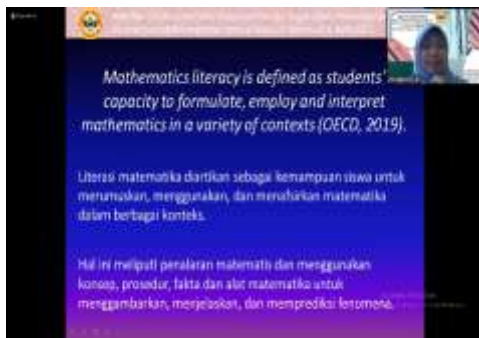 Mathematics literacy is defined as students'
capacity to formulate, employ and interpret
mathematics in a variety of contexts (OECD, 2019).
Literasi matematika diartikan sebagai kemampuan siswa untuk
merumuskan, menggunakan, dan menafsirkan matematika
dalam berbagai konteks.
Hal ini meliputi penalaran matematis dan menggunakan
konsep, prosedur, fakta dan alat matematika untuk
menggambarkan, menjelaskan, dan memprediksi fenomena.